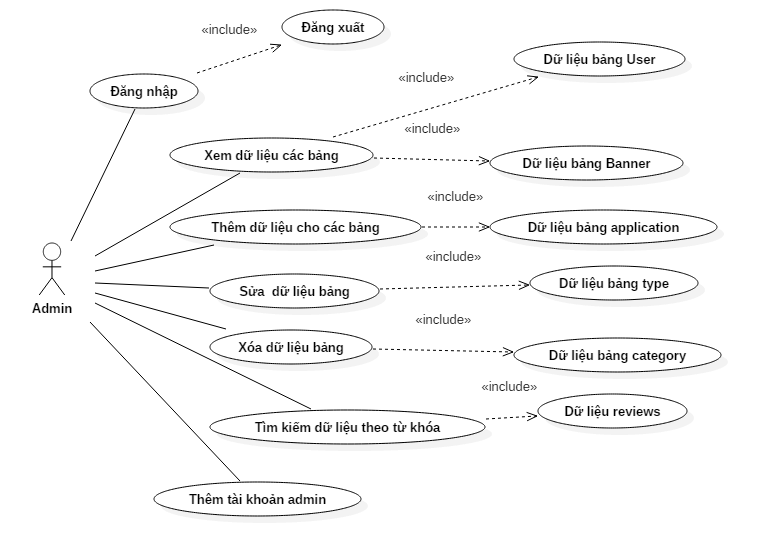 «include»
Đăng xuất
Đăng nhập
«include»
Dữ liệu bảng User
Xem dữ liệu các bảng
«include»
Dữ liệu bảng Banner
Thêm dữ liệu cho các bảng
«include»
Dữ liệu bảng application
Admin
Sửa  dữ liệu bảng
«include»
Dữ liệu bảng type
Xóa dữ liệu bảng
«include»
Dữ liệu bảng category
Tìm kiếm dữ liệu theo từ khóa
«include»
Dữ liệu reviews
Thêm tài khoản admin